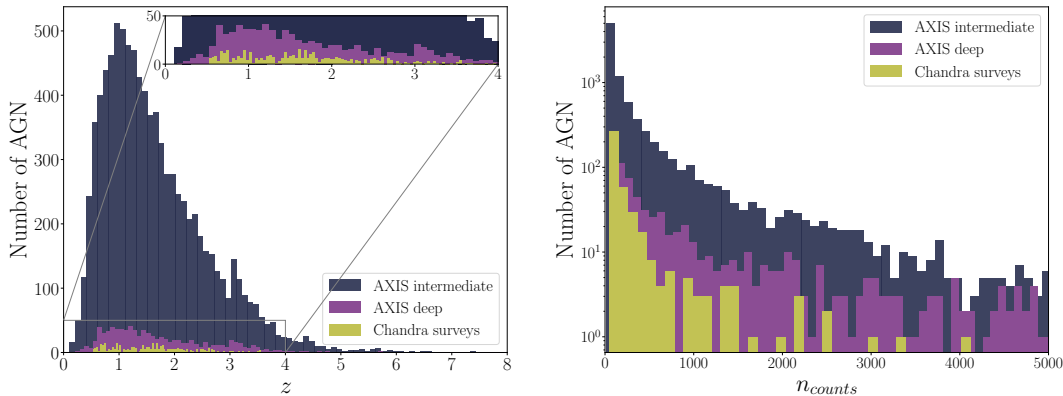 50
0
0 1 2 3 4
500
400
300
200
100
0
Number of AGN
AXIS intermediate
AXIS deep
Chandra surveys
0 1 2 3 4 5 6 7 8
z
10^3
10^2
10^1
10^0
Number of AGN
AXIS intermediate
AXIS deep
Chandra surveys
0 1000 2000 3000 4000 5000
n_counts